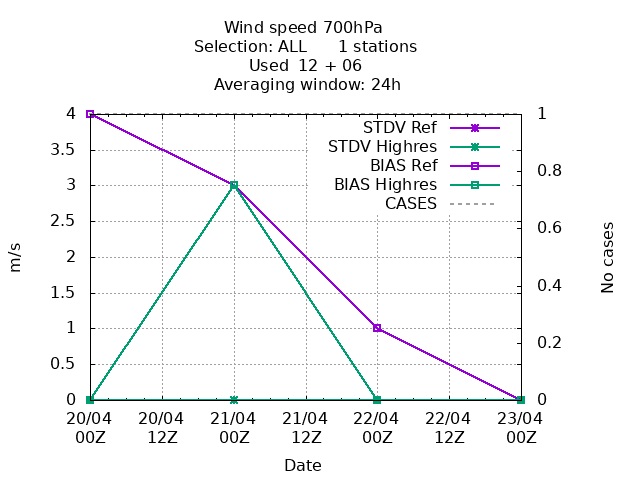 Wind speed 700hPa
Selection: ALL      1 stations
Used  12 + 06
Averaging window: 24h
STDV Ref
STDV Highres
BIAS Ref
BIAS Highres
CASES
m/s
4
3.5
3
2.5
2
1.5
1
0.5
0
No cases
1
0.8
0.6
0.4
0.2
0
20/04 20/04 21/04 21/04 22/04 22/04 23/04
00Z 12Z 00Z 12Z 00Z 12Z 00Z
Date